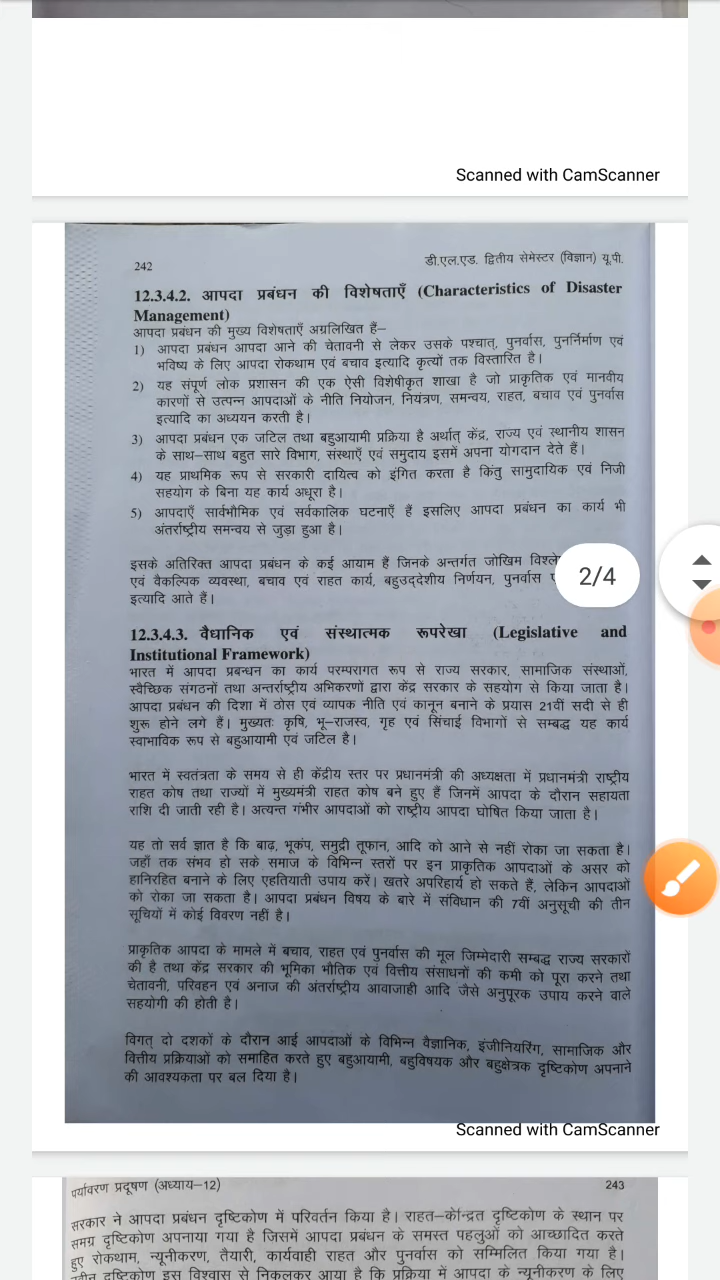 Scanned with CamScanner
242
डी.एल.एड. द्वितीय सेमेस्टर (विज्ञान) यू.पी.
12.3.4.2. आपदा प्रबंधन की विशेषताएँ (Characteristics of Disaster
Management)
आपदा प्रबंधन की मुख्य विशेषताएँ अग्रलिखित हैं–
1) आपदा प्रबंधन आपदा आने की चेतावनी से लेकर उसके पश्चात्, पुनर्वास, पुनर्निर्माण एवं
भविष्य के लिए आपदा रोकथाम एवं बचाव इत्यादि कृत्यों तक विस्तारित है।
2) यह संपूर्ण लोक प्रशासन की एक ऐसी विशेषीकृत शाखा है जो प्राकृतिक एवं मानवीय
कारणों से उत्पन्न आपदाओं के नीति नियोजन, नियंत्रण, समन्वय, राहत, बचाव एवं पुनर्वास
इत्यादि का अध्ययन करती है।
3) आपदा प्रबंधन एक जटिल तथा बहुआयामी प्रक्रिया है अर्थात् केंद्र, राज्य एवं स्थानीय शासन
के साथ–साथ बहुत सारे विभाग, संस्थाएँ एवं समुदाय इसमें अपना योगदान देते हैं।
4) यह प्राथमिक रूप से सरकारी दायित्व को इंगित करता है किंतु सामुदायिक एवं निजी
सहयोग के बिना यह कार्य अधूरा है।
5) आपदाएँ सार्वभौमिक एवं सर्वकालिक घटनाएँ हैं इसलिए आपदा प्रबंधन का कार्य भी
अंतर्राष्ट्रीय समन्वय से जुड़ा हुआ है।
इसके अतिरिक्त आपदा प्रबंधन के कई आयाम हैं जिनके अन्तर्गत जोखिम
एवं वैकल्पिक व्यवस्था, बचाव एवं राहत कार्य, बहुउद्देशीय निर्णयन, पुनर्वास
इत्यादि आते हैं।
2/4
12.3.4.3. वैधानिक एवं संस्थात्मक रूपरेखा (Legislative and
Institutional Framework)
भारत में आपदा प्रबन्धन का कार्य परम्परागत रूप से राज्य सरकार, सामाजिक संस्थाओं,
स्वैच्छिक संगठनों तथा अन्तर्राष्ट्रीय अभिकरणों द्वारा केंद्र सरकार के सहयोग से किया जाता है।
आपदा प्रबंधन की दिशा में ठोस एवं व्यापक नीति एवं कानून बनाने के प्रयास 21वीं सदी से ही
शुरू होने लगे हैं। मुख्यतः कृषि, भू–राजस्व, गृह एवं सिंचाई विभागों से सम्बद्ध यह कार्य
स्वाभाविक रूप से बहुआयामी एवं जटिल है।
भारत में स्वतंत्रता के समय से ही केंद्रीय स्तर पर प्रधानमंत्री की अध्यक्षता में प्रधानमंत्री राष्ट्रीय
राहत कोष तथा राज्यों में मुख्यमंत्री राहत कोष बने हुए हैं जिनमें आपदा के दौरान सहायता
राशि दी जाती रही है। अत्यन्त गंभीर आपदाओं को राष्ट्रीय आपदा घोषित किया जाता है।
यह तो सर्व ज्ञात है कि बाढ़, भूकंप, समुद्री तूफान, आदि को आने से नहीं रोका जा सकता है।
जहाँ तक संभव हो सके समाज के विभिन्न स्तरों पर इन प्राकृतिक आपदाओं के असर को
हानिरहित बनाने के लिए एहतियाती उपाय करें। खतरे अपरिहार्य हो सकते हैं, लेकिन आपदाओं
को रोका जा सकता है। आपदा प्रबंधन विषय के बारे में संविधान की 7वीं अनुसूची की तीन
सूचियों में कोई विवरण नहीं है।
प्राकृतिक आपदा के मामले में बचाव, राहत एवं पुनर्वास की मूल जिम्मेदारी सम्बद्ध राज्य सरकारों
की है तथा केंद्र सरकार की भूमिका भौतिक एवं वित्तीय संसाधनों की कमी को पूरा करने तथा
चेतावनी, परिवहन एवं अनाज की अंतर्राष्ट्रीय आवाजाही आदि जैसे अनुपूरक उपाय करने वाले
सहयोगी की होती है।
विगत् दो दशकों के दौरान आई आपदाओं के विभिन्न वैज्ञानिक, इंजीनियरिंग, सामाजिक और
वित्तीय प्रक्रियाओं को समाहित करते हुए बहुआयामी, बहुविषयक और बहुक्षेत्रक दृष्टिकोण अपनाने
की आवश्यकता पर बल दिया है।
Scanned with CamScanner
पर्यावरण प्रदूषण (अध्याय–12)
243
सरकार ने आपदा प्रबंधन दृष्टिकोण में परिवर्तन किया है। राहत–केन्द्रित दृष्टिकोण के स्थान पर
समग्र दृष्टिकोण अपनाया गया है जिसमें आपदा प्रबंधन के समस्त पहलुओं को आच्छादित करते
हुए रोकथाम, न्यूनीकरण, तैयारी, कार्यवाही राहत और पुनर्वास को सम्मिलित किया गया है।
दृष्टिकोण इस विश्वास से निकलकर आया है कि प्रक्रिया में आपदा के न्यूनीकरण के लिए